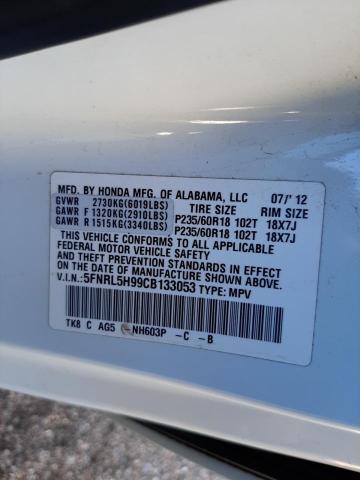 MFD. BY HONDA MFG. OF ALABAMA, LLC 07/'12
GVWR 2730KG(6019LBS) TIRE SIZE RIM SIZE
GAWR F 1320KG(2910LBS) P235/60R18 102T 18X7J
GAWR R 1515KG(3340LBS) P235/60R18 102T 18X7J
THIS VEHICLE CONFORMS TO ALL APPLICABLE
FEDERAL MOTOR VEHICLE SAFETY, BUMPER,
AND THEFT PREVENTION STANDARDS IN EFFECT
ON THE DATE OF MANUFACTURE SHOWN ABOVE.
V.I.N.:5FNRL5H99CB133053 TYPE: MPV
TK8 C AG5 -NH603P -C -B